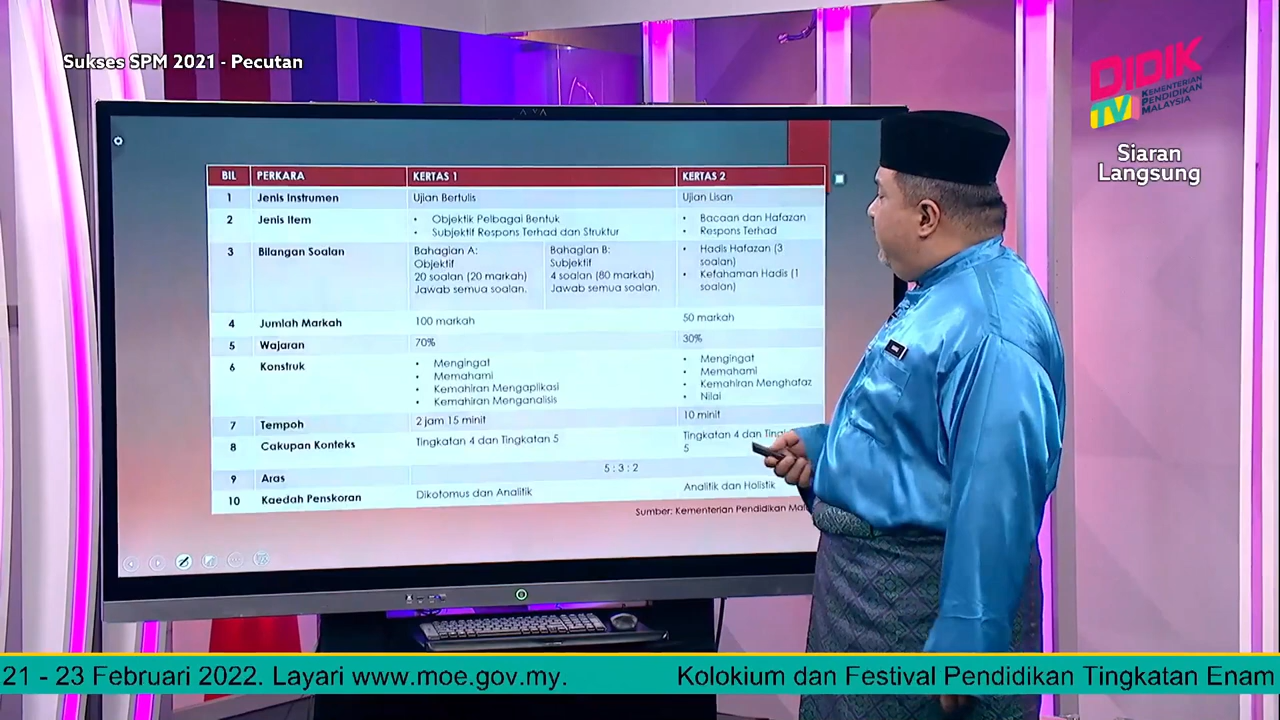 Sukses SPM 2021 - Pecutan
DIDIK
TV
KEMENTERIAN
PENDIDIKAN
MALAYSIA
Siaran
Langsung
BIL PERKARA KERTAS 1 KERTAS 2
1 Jenis Instrumen Ujian Bertulis Ujian Lisan
2 Jenis Item
• Objektik Pelbagai Bentuk
• Subjektif Respons Terhad dan Struktur
• Bacaan dan Hafazan
• Respons Terhad
3 Bilangan Soalan
Bahagian A:
Objektif
20 soalan (20 markah)
Jawab semua soalan.
Bahagian B:
Subjektif
4 soalan (80 markah)
Jawab semua soalan.
• Hadis Hafazan (3
soalan)
• Kefahaman Hadis (1
soalan)
4 Jumlah Markah 100 markah 50 markah
5 Wajaran 70% 30%
6 Konstruk
• Mengingat
• Memahami
• Kemahiran Mengaplikasi
• Kemahiran Menganalisis
• Mengingat
• Memahami
• Kemahiran Menghafaz
• Nilai
7 Tempoh 2 jam 15 minit 10 minit
8 Cakupan Konteks Tingkatan 4 dan Tingkatan 5
Tingkatan 4 dan
5
9 Aras 5 : 3 : 2
10 Kaedah Penskoran Dikotomus dan Analitik Analitik dan Holistik
Sumber: Kementerian Pendidikan
21 - 23 Februari 2022. Layari www.moe.gov.my. Kolokium dan Festival Pendidikan Tingkatan Enam